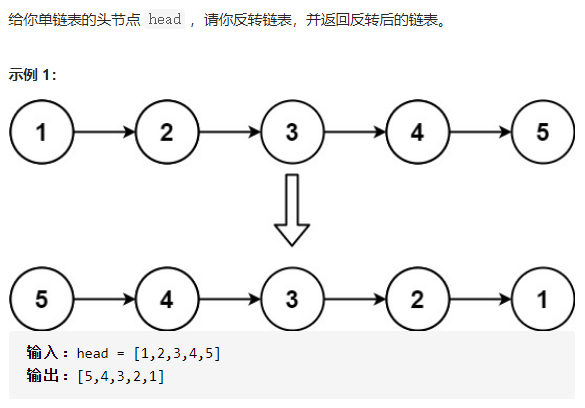 给你单链表的头节点 head ，请你反转链表，并返回反转后的链表。
示例 1：
1 2 3 4 5
5 4 3 2 1
输入：head = [1,2,3,4,5]
输出：[5,4,3,2,1]